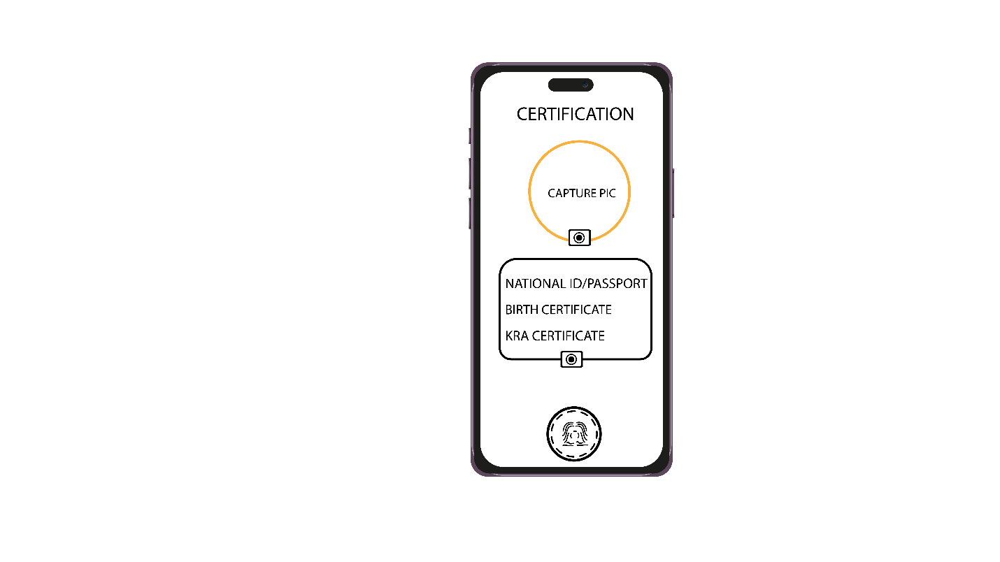 CERTIFICATION
CAPTURE PIC
NATIONAL ID/PASSPORT
BIRTH CERTIFICATE
KRA CERTIFICATE